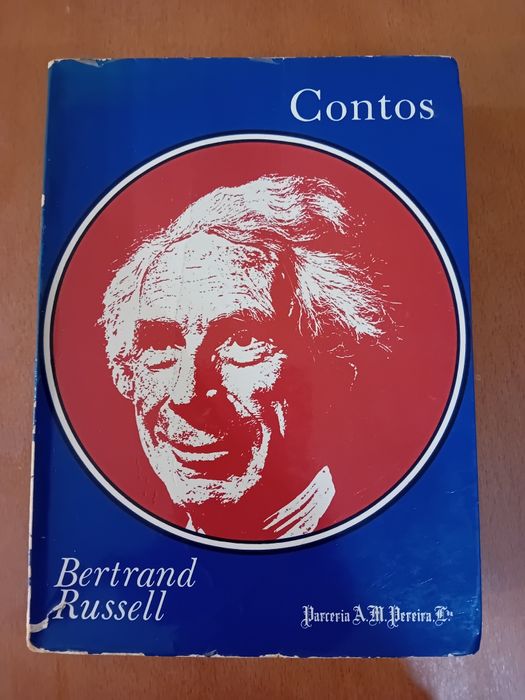 Contos
Bertrand
Russell
Parceria A. M. Pereira, L.da